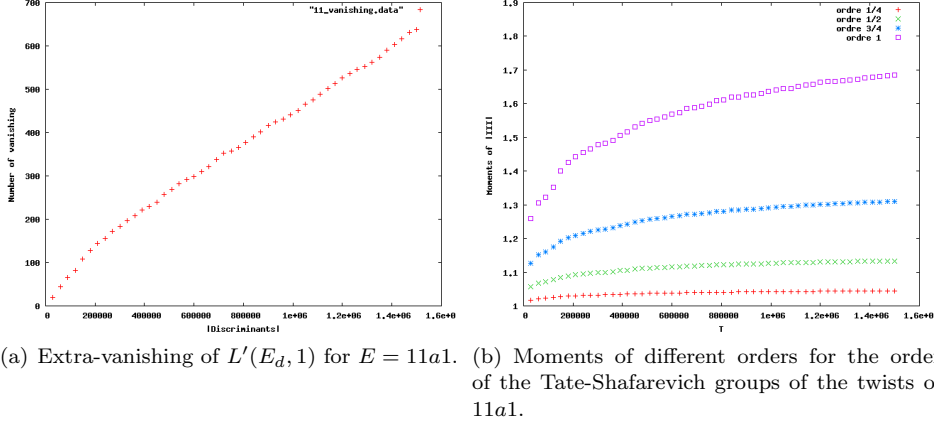 700
600
500
400
300
200
100
0
Number of vanishing
"11_vanishing.data"
0 200000 400000 600000 800000 1e+06 1.2e+06 1.4e+06 1.6e+06
|Discriminants|
1.9
1.8
1.7
1.6
1.5
1.4
1.3
1.2
1.1
1
Moments of |III|
ordre 1/4
ordre 1/2
ordre 3/4
ordre 1
0 200000 400000 600000 800000 1e+06 1.2e+06 1.4e+06 1.6e+06
T
(a) Extra-vanishing of L′(E_d, 1) for E = 11a1.
(b) Moments of different orders for the orde
of the Tate-Shafarevich groups of the twists o
11a1.